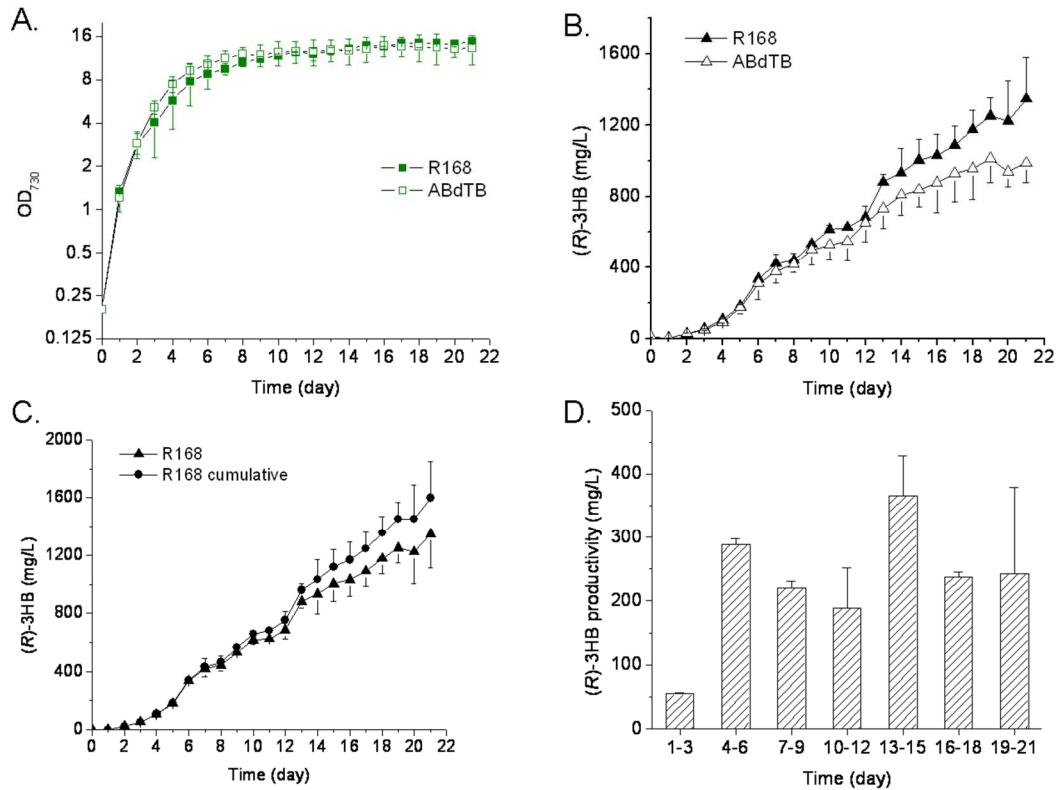 A.
16
8
4
2
1
0.5
0.25
0.125
OD730
R168
ABdTB
0 2 4 6 8 10 12 14 16 18 20 22
Time (day)
B.
1600
1200
800
400
0
(R)-3HB (mg/L)
R168
ABdTB
0 2 4 6 8 10 12 14 16 18 20 22
Time (day)
C.
2000
1600
1200
800
400
0
(R)-3HB (mg/L)
R168
R168 cumulative
0 2 4 6 8 10 12 14 16 18 20 22
Time (day)
D.
500
400
300
200
100
0
(R)-3HB productivity (mg/L)
1-3 4-6 7-9 10-12 13-15 16-18 19-21
Time (day)